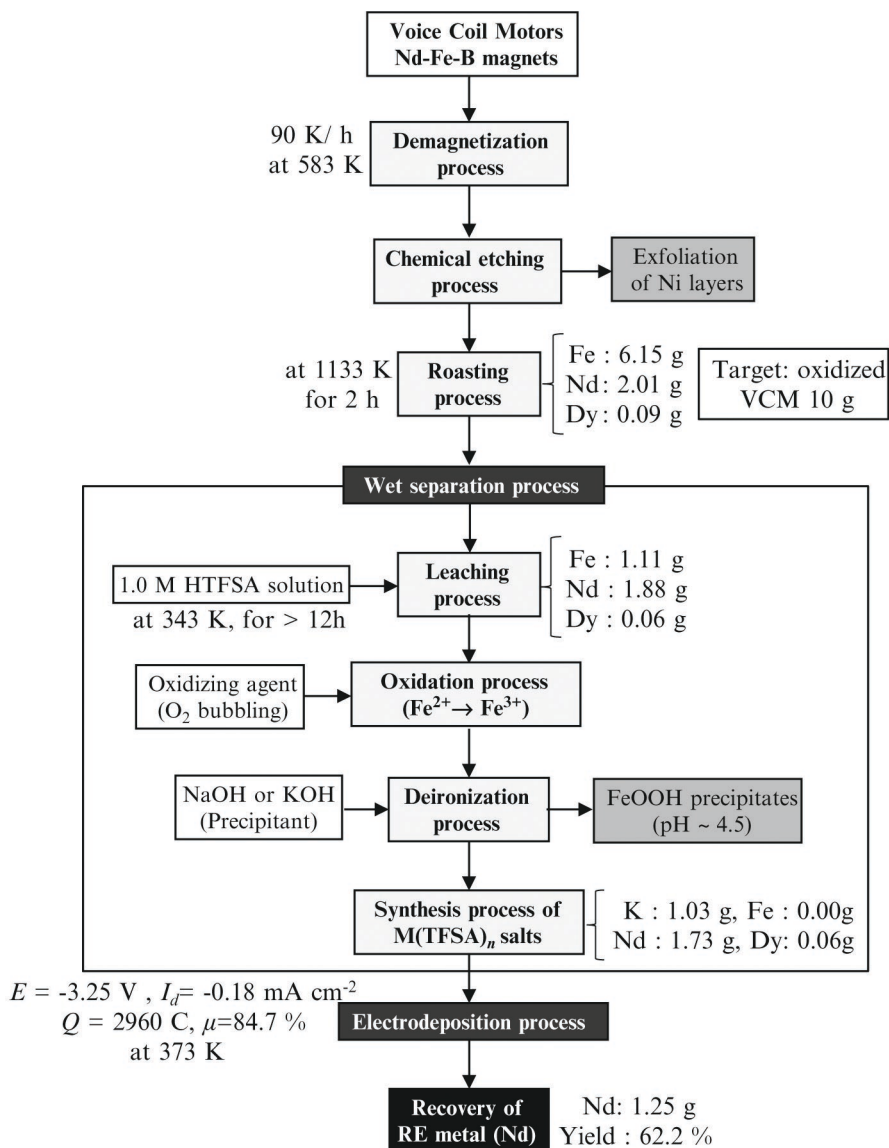 Voice Coil Motors
Nd-Fe-B magnets
90 K/ h
at 583 K
Demagnetization
process
Chemical etching
process
Exfoliation
of Ni layers
at 1133 K
for 2 h
Roasting
process
Fe : 6.15 g
Nd: 2.01 g
Dy : 0.09 g
Target: oxidized
VCM 10 g
Wet separation process
1.0 M HTFSA solution
at 343 K, for > 12h
Leaching
process
Fe : 1.11 g
Nd : 1.88 g
Dy : 0.06 g
Oxidizing agent
(O₂ bubbling)
Oxidation process
(Fe²⁺→ Fe³⁺)
NaOH or KOH
(Precipitant)
Deironization
process
FeOOH precipitates
(pH ~ 4.5)
Synthesis process of
M(TFSA)ₙ salts
K : 1.03 g, Fe : 0.00g
Nd : 1.73 g, Dy: 0.06g
E = -3.25 V , I_d= -0.18 mA cm⁻²
Q = 2960 C, μ=84.7 %
at 373 K
Electrodeposition process
Recovery of
RE metal (Nd)
Nd: 1.25 g
Yield : 62.2 %